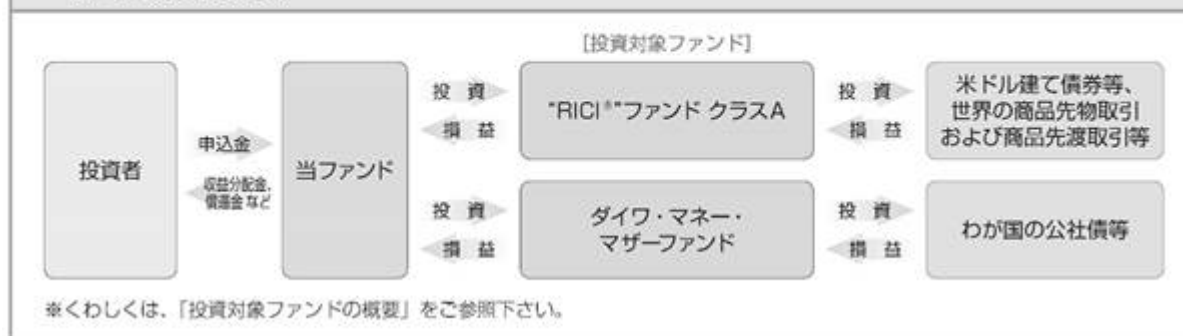 [投資対象ファンド]
投資者
申込金
収益分配金、
償還金 など
当ファンド
投 資
損 益
"RICI®"ファンド クラスA
投 資
損 益
米ドル建て債券等、
世界の商品先物取引
および商品先渡取引等
投 資
損 益
ダイワ・マネー・
マザーファンド
投 資
損 益
わが国の公社債等
※くわしくは、「投資対象ファンドの概要」をご参照下さい。